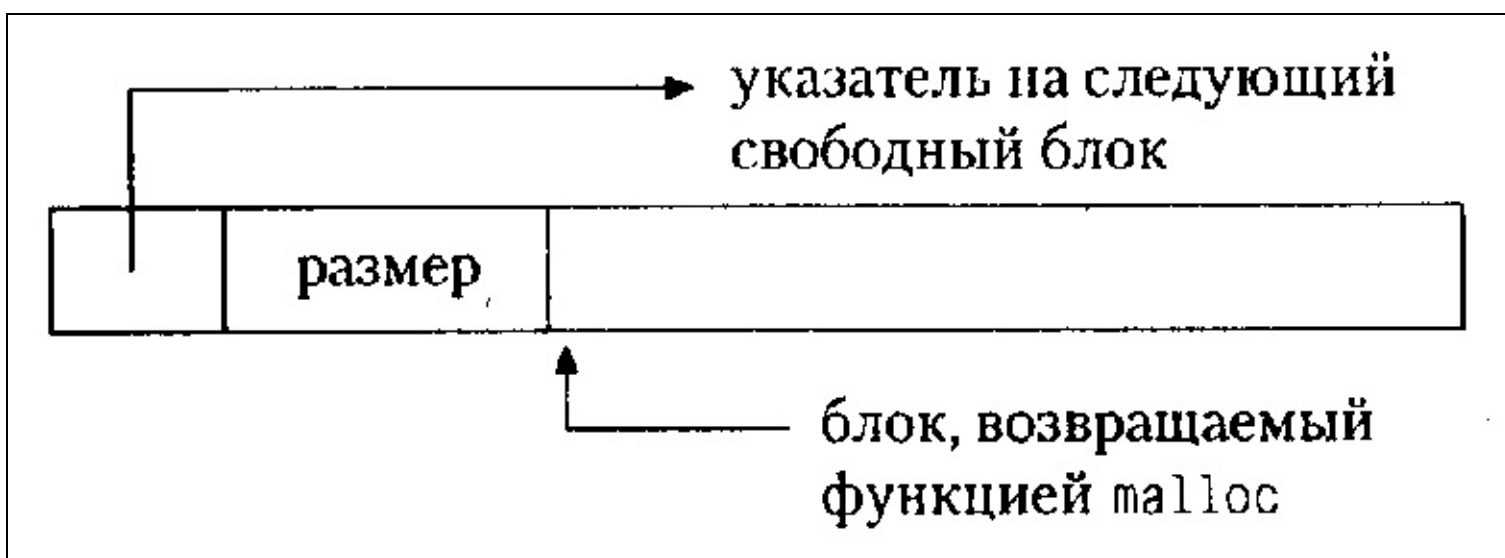 указатель на следующий
свободный блок
размер
блок, возвращаемый
функцией malloc